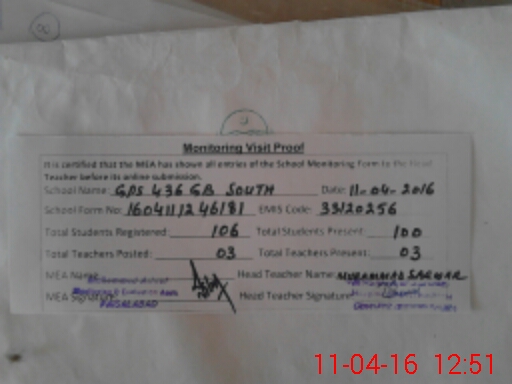 Monitoring Visit Proof
It is certified that the MEA has shown all entries of the School Monitoring Form to the Head
Teacher before its online submission.
School Name: GPS 436 GB SOUTH Date: 11-04-2016
School Form No: 16041112 46181 EMIS Code: 33120256
Total Students Registered: 106 Total Students Present: 100
Total Teachers Posted: 03 Total Teachers Present: 03
MEA Name: Head Teacher Name: MUHAMMAD SARWAR
MEA Signature: Head Teacher Signature:
Monitoring & Evaluation Asstt.
FAISALABAD
11-04-16 12:51